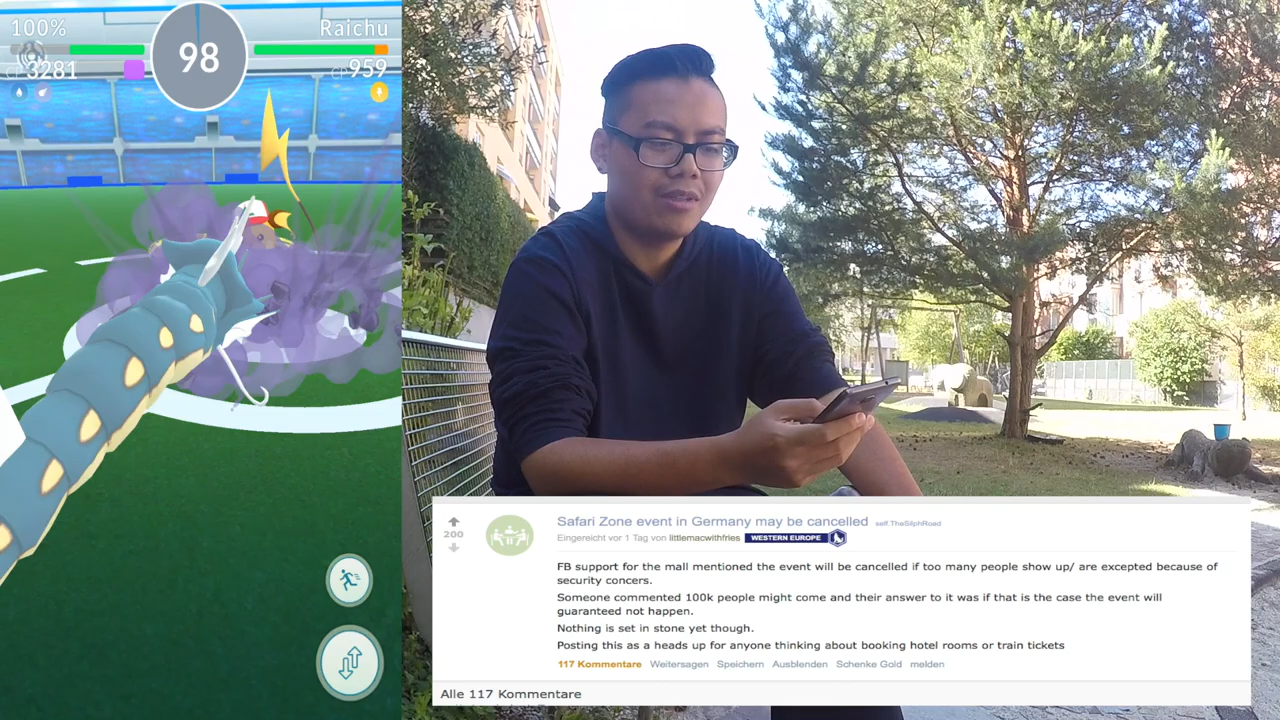 100%
Raichu
98
CP 3281
CP 959
Safari Zone event in Germany may be cancelled self.TheSilphRoad
200
Eingereicht vor 1 Tag von littlemacwithfries WESTERN EUROPE
FB support for the mall mentioned the event will be cancelled if too many people show up/ are excepted because of
security concers.
Someone commented 100k people might come and their answer to it was if that is the case the event will
guaranteed not happen.
Nothing is set in stone yet though.
Posting this as a heads up for anyone thinking about booking hotel rooms or train tickets
117 Kommentare Weitersagen Speichern Ausblenden Schenke Gold melden
Alle 117 Kommentare